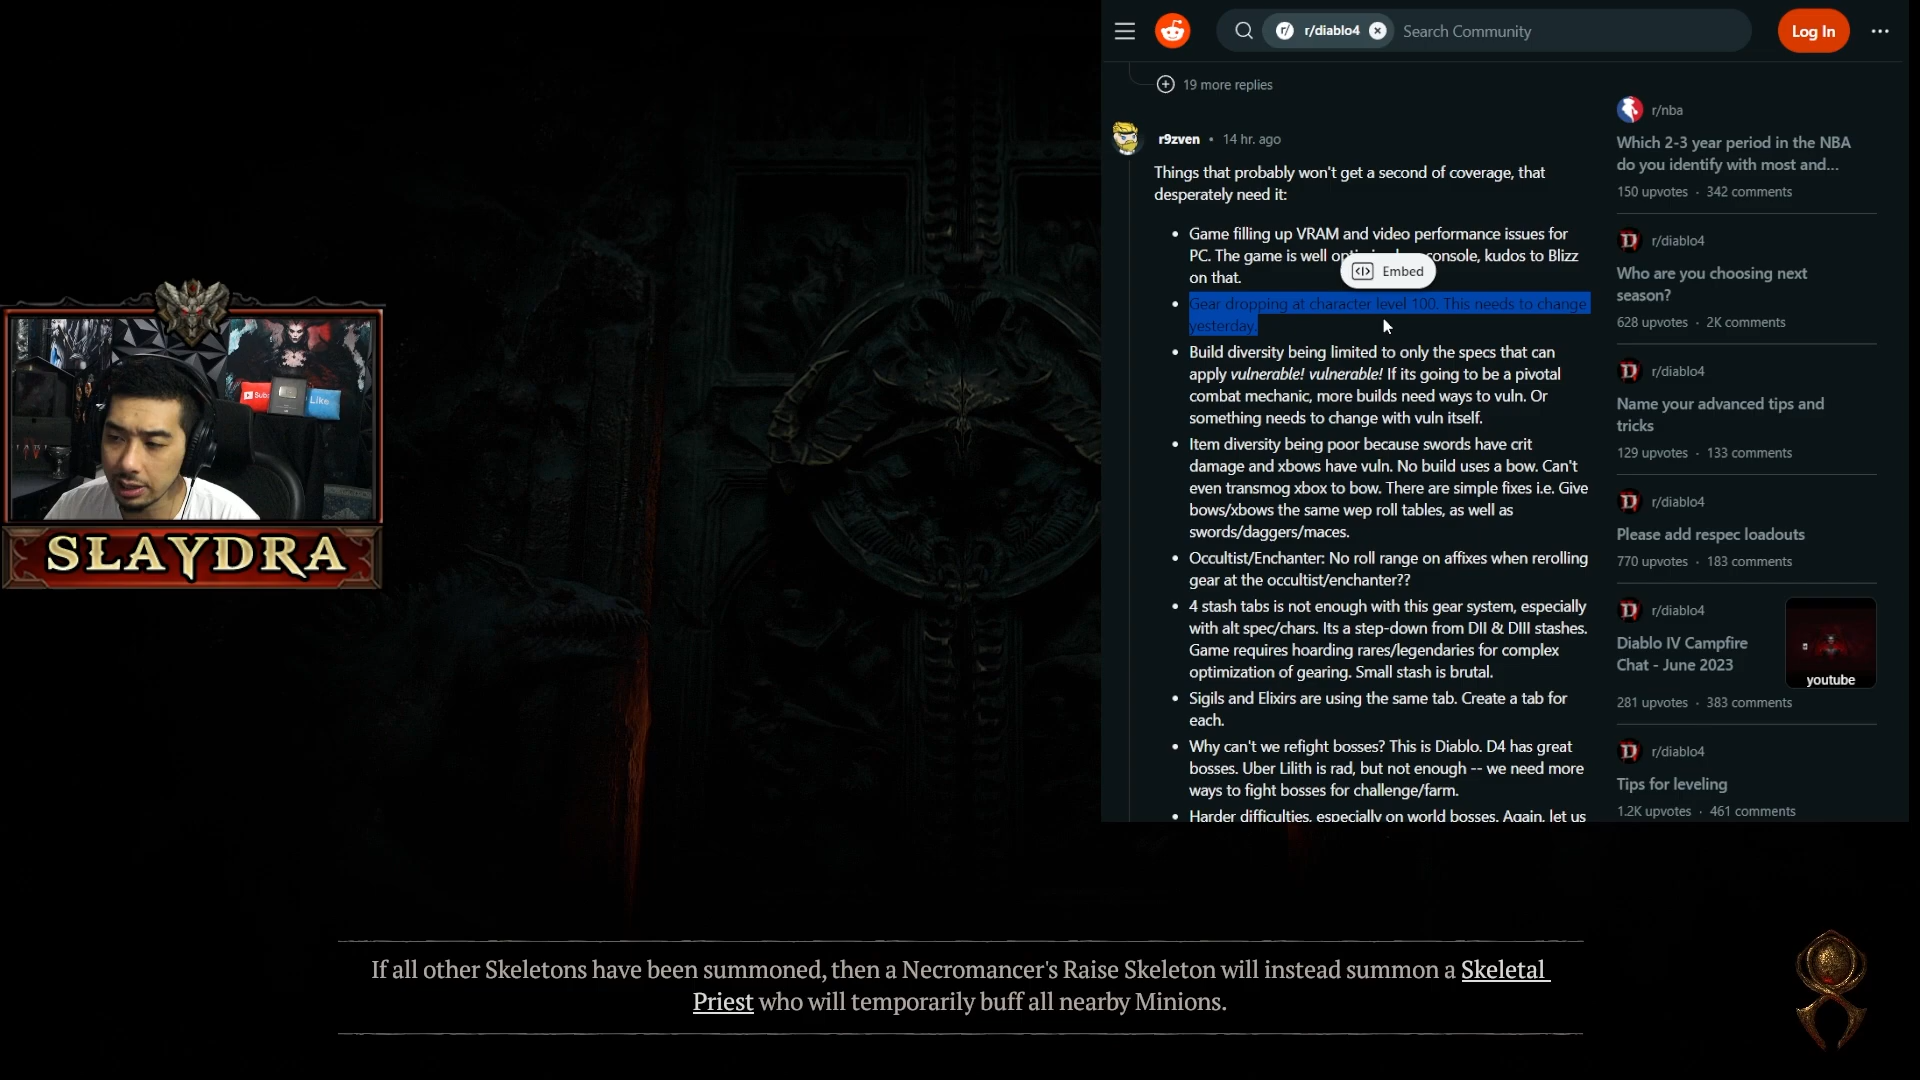 r/diablo4
Search Community
Log In
19 more replies
r9zven • 14 hr. ago
Things that probably won't get a second of coverage, that
desperately need it:
• Game filling up VRAM and video performance issues for
PC. The game is well console, kudos to Blizz
on that.
Embed
• Gear dropping at character level 100. This needs to change
yesterday.
• Build diversity being limited to only the specs that can
apply vulnerable! vulnerable! If its going to be a pivotal
combat mechanic, more builds need ways to vuln. Or
something needs to change with vuln itself.
• Item diversity being poor because swords have crit
damage and xbows have vuln. No build uses a bow. Can't
even transmog xbox to bow. There are simple fixes i.e. Give
bows/xbows the same wep roll tables, as well as
swords/daggers/maces.
• Occultist/Enchanter: No roll range on affixes when rerolling
gear at the occultist/enchanter??
• 4 stash tabs is not enough with this gear system, especially
with alt spec/chars. Its a step-down from DII & DIII stashes.
Game requires hoarding rares/legendaries for complex
optimization of gearing. Small stash is brutal.
• Sigils and Elixirs are using the same tab. Create a tab for
each.
• Why can't we refight bosses? This is Diablo. D4 has great
bosses. Uber Lilith is rad, but not enough -- we need more
ways to fight bosses for challenge/farm.
• Harder difficulties, especially on world bosses. Again, let us
r/nba
Which 2-3 year period in the NBA
do you identify with most and...
150 upvotes · 342 comments
r/diablo4
Who are you choosing next
season?
628 upvotes · 2K comments
r/diablo4
Name your advanced tips and
tricks
129 upvotes · 133 comments
r/diablo4
Please add respec loadouts
770 upvotes · 183 comments
r/diablo4
Diablo IV Campfire
Chat - June 2023
youtube
281 upvotes · 383 comments
r/diablo4
Tips for leveling
1.2K upvotes · 461 comments
Like
SLAYDRA
If all other Skeletons have been summoned, then a Necromancer's Raise Skeleton will instead summon a Skeletal
Priest who will temporarily buff all nearby Minions.